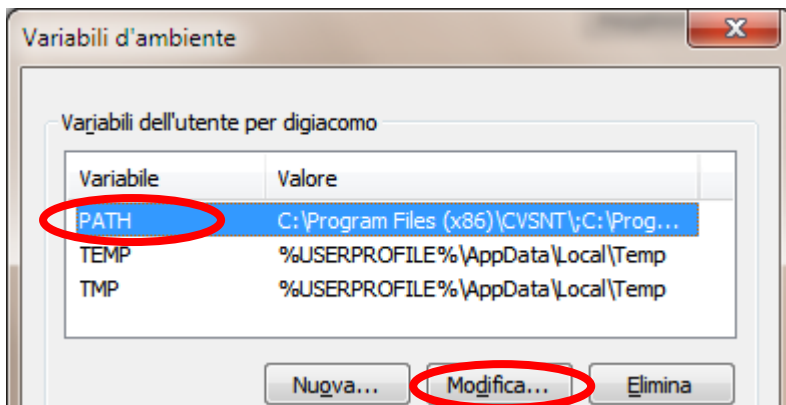 Variabili d'ambiente
Variabili dell'utente per digiacomo
Variabile Valore
PATH C:\Program Files (x86)\CVSNT\;C:\Prog...
TEMP %USERPROFILE%\AppData\Local\Temp
TMP %USERPROFILE%\AppData\Local\Temp
Nuova... Modifica... Elimina